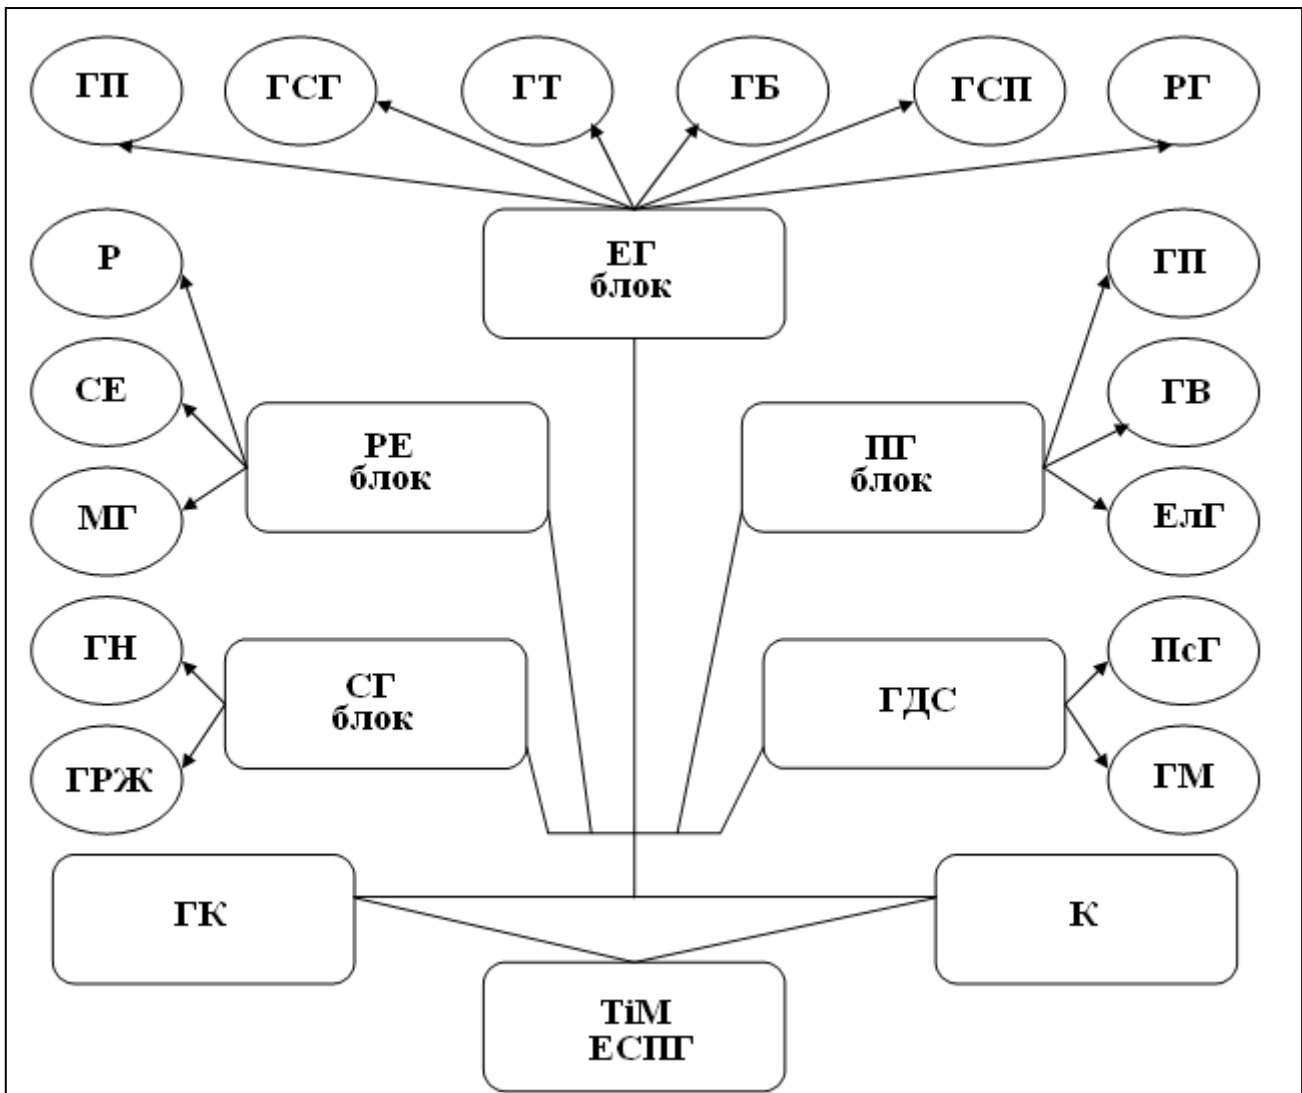 ГП
ГСГ
ГТ
ГБ
ГСП
РГ
ЕГ
блок
Р
ГП
СЕ
ГВ
РЕ
блок
ПГ
блок
МГ
ЕлГ
ГН
ПсГ
СГ
блок
ГДС
ГРЖ
ГМ
ГК
К
ТіМ
ЕСПГ